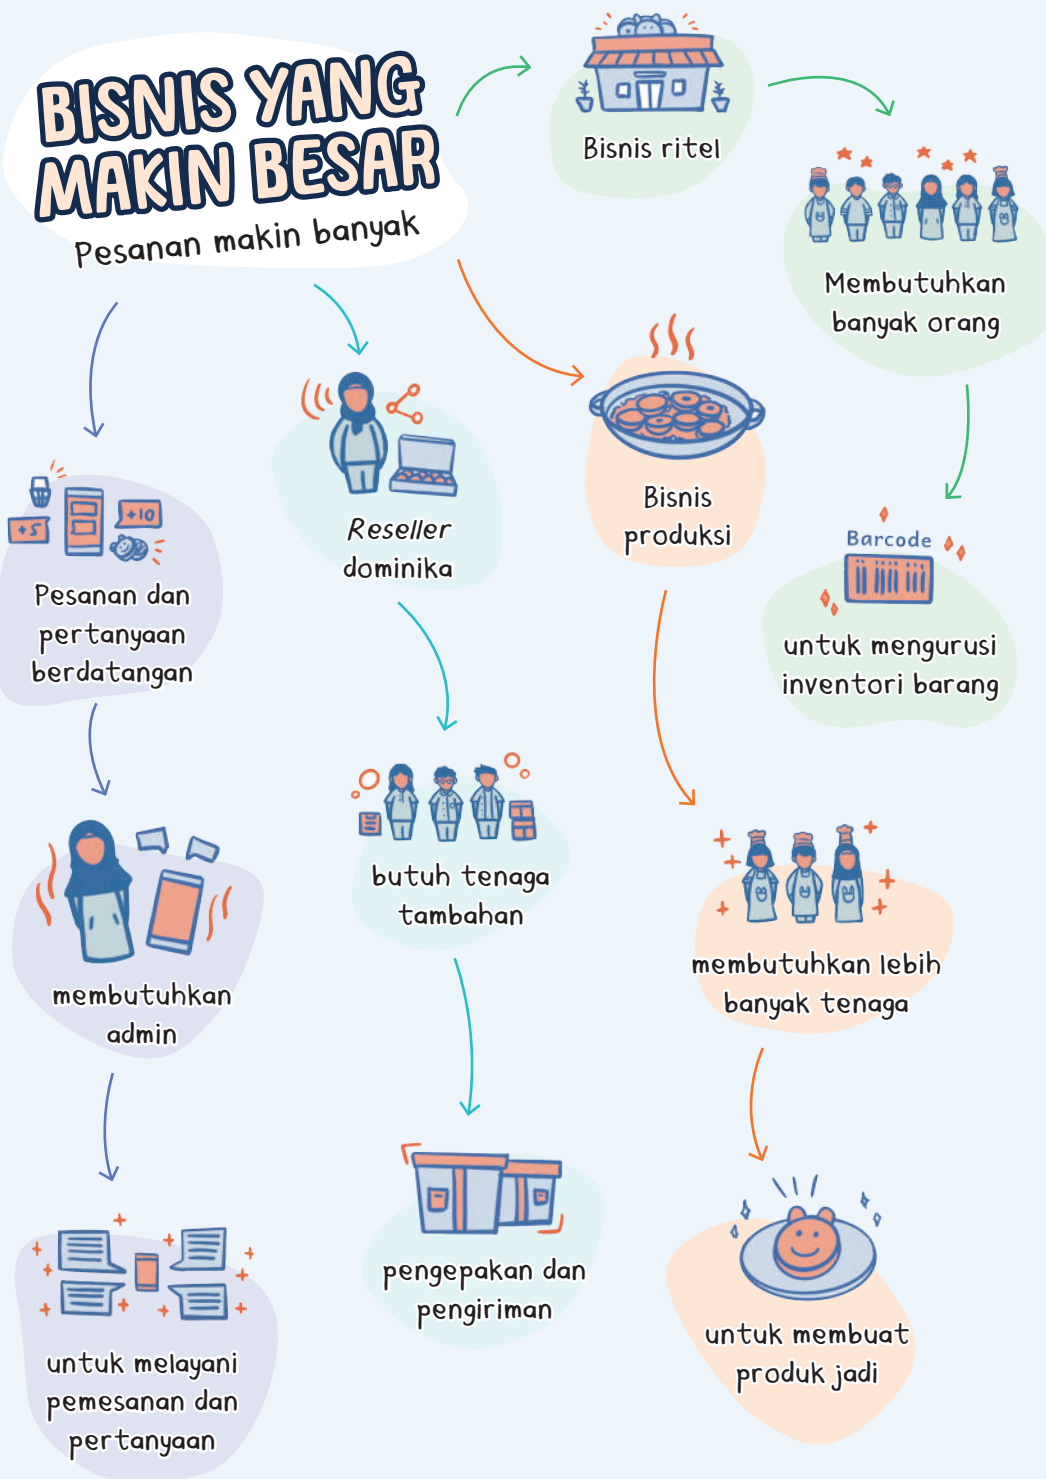 BISNIS YANG
MAKIN BESAR
Pesanan makin banyak
Bisnis ritel
Membutuhkan
banyak orang
Barcode
untuk mengurusi
inventori barang
Bisnis
produksi
membutuhkan lebih
banyak tenaga
untuk membuat
produk jadi
Reseller
dominika
butuh tenaga
tambahan
pengepakan dan
pengiriman
+5
+10
Pesanan dan
pertanyaan
berdatangan
membutuhkan
admin
untuk melayani
pemesanan dan
pertanyaan